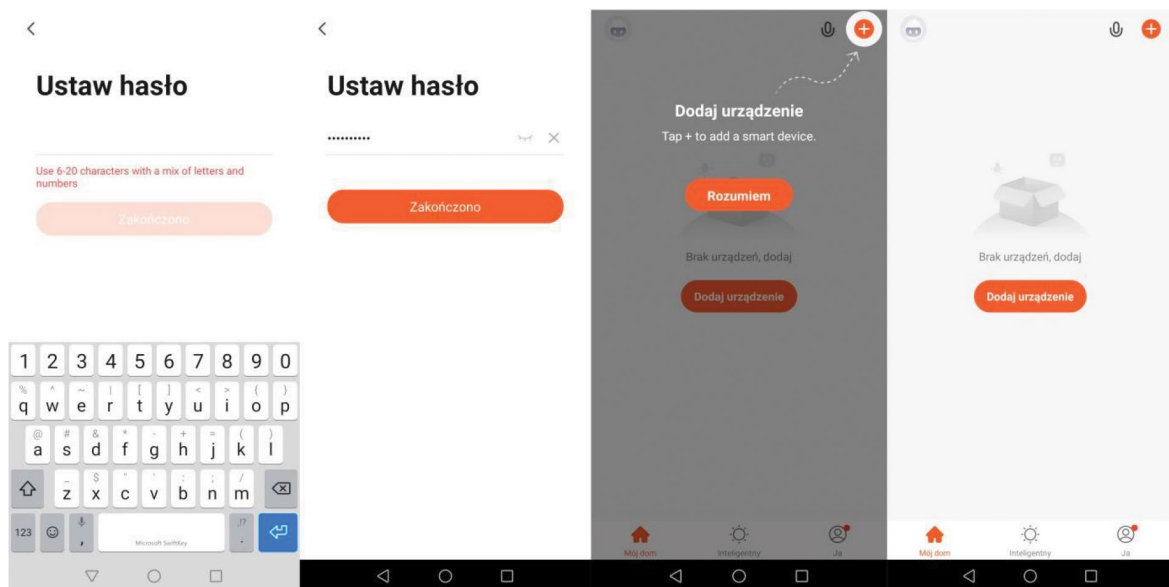 Ustaw hasło
Use 6-20 characters with a mix of letters and
numbers
Zakończono
1 2 3 4 5 6 7 8 9 0
% ^ ~ | [ ] < > { }
q w e r t y u i o p
@ # & * - + = ( )
a s d f g h j k l
_ $ " ' : ; /
z x c v b n m
123 , Microsoft SwiftKey ,!? .
Ustaw hasło
••••••••••
Zakończono
Dodaj urządzenie
Tap + to add a smart device.
Rozumiem
Brak urządzeń, dodaj
Dodaj urządzenie
Mój dom Inteligentny Ja
Brak urządzeń, dodaj
Dodaj urządzenie
Mój dom Inteligentny Ja